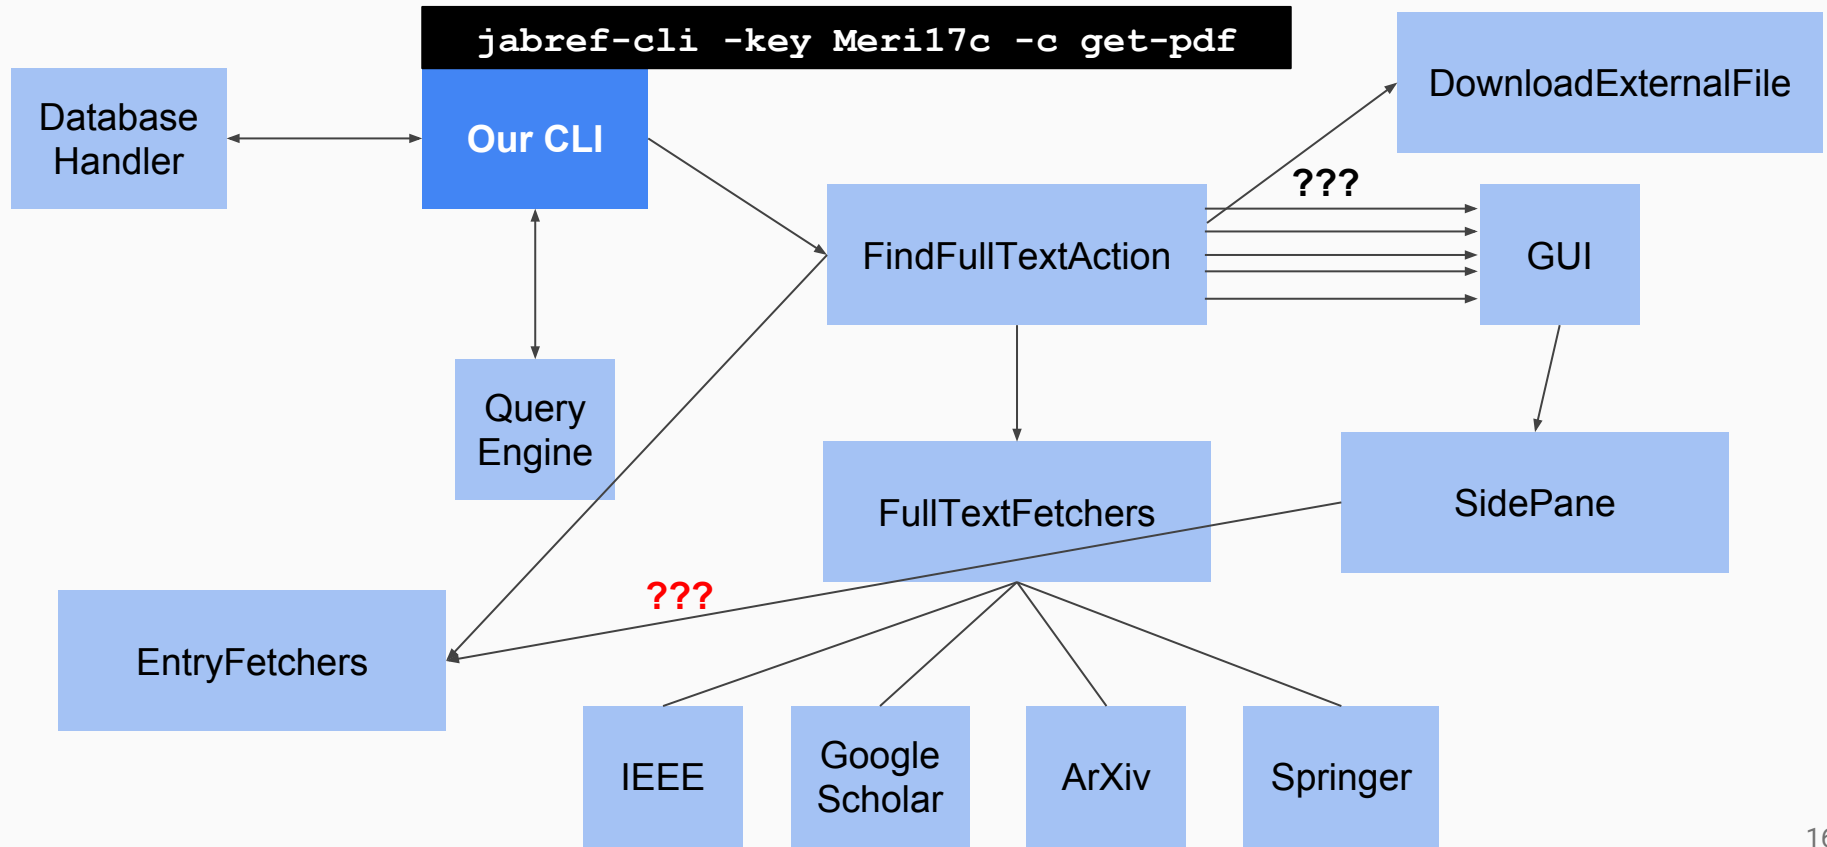 jabref-cli -key Meri17c -c get-pdf
Database
Handler
Our CLI
DownloadExternalFile
???
FindFullTextAction
GUI
Query
Engine
FullTextFetchers
SidePane
???
EntryFetchers
IEEE
Google
Scholar
ArXiv
Springer
16